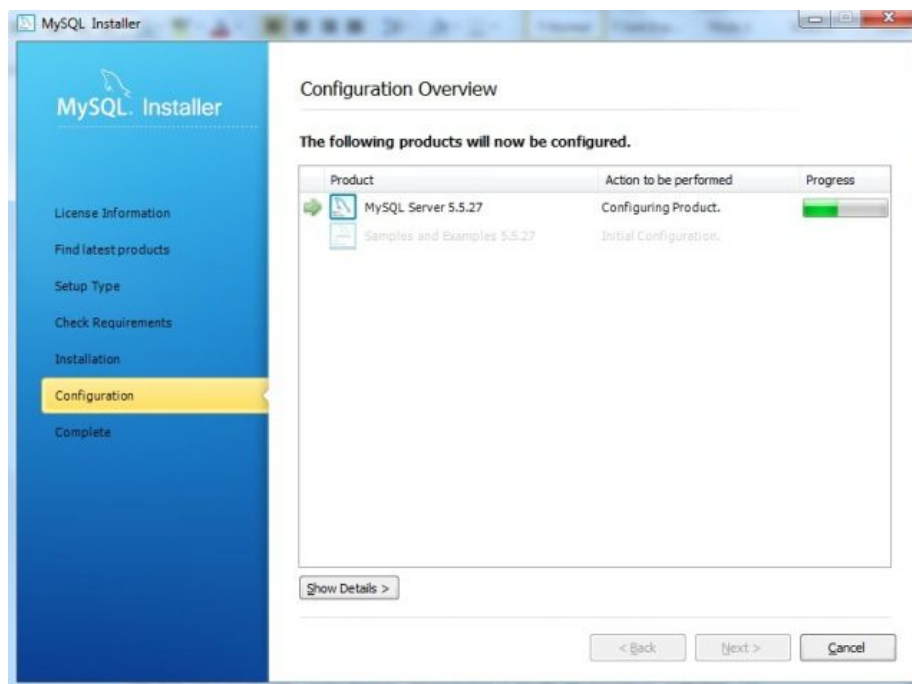 MySQL Installer
MySQL. Installer
License Information
Find latest products
Setup Type
Check Requirements
Installation
Configuration
Complete
Configuration Overview
The following products will now be configured.
Product Action to be performed Progress
MySQL Server 5.5.27 Configuring Product.
Samples and Examples 5.5.27 Initial Configuration.
Show Details >
< Back Next > Cancel